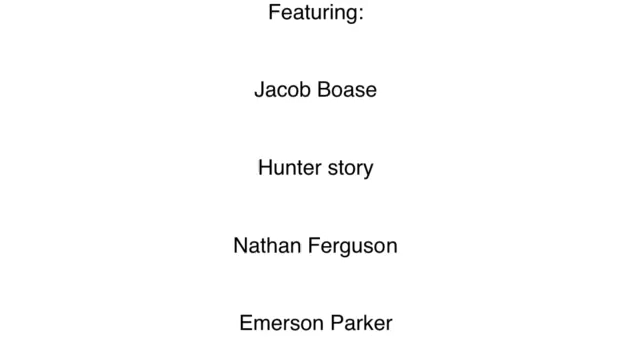 Featuring:
Jacob Boase
Hunter story
Nathan Ferguson
Emerson Parker